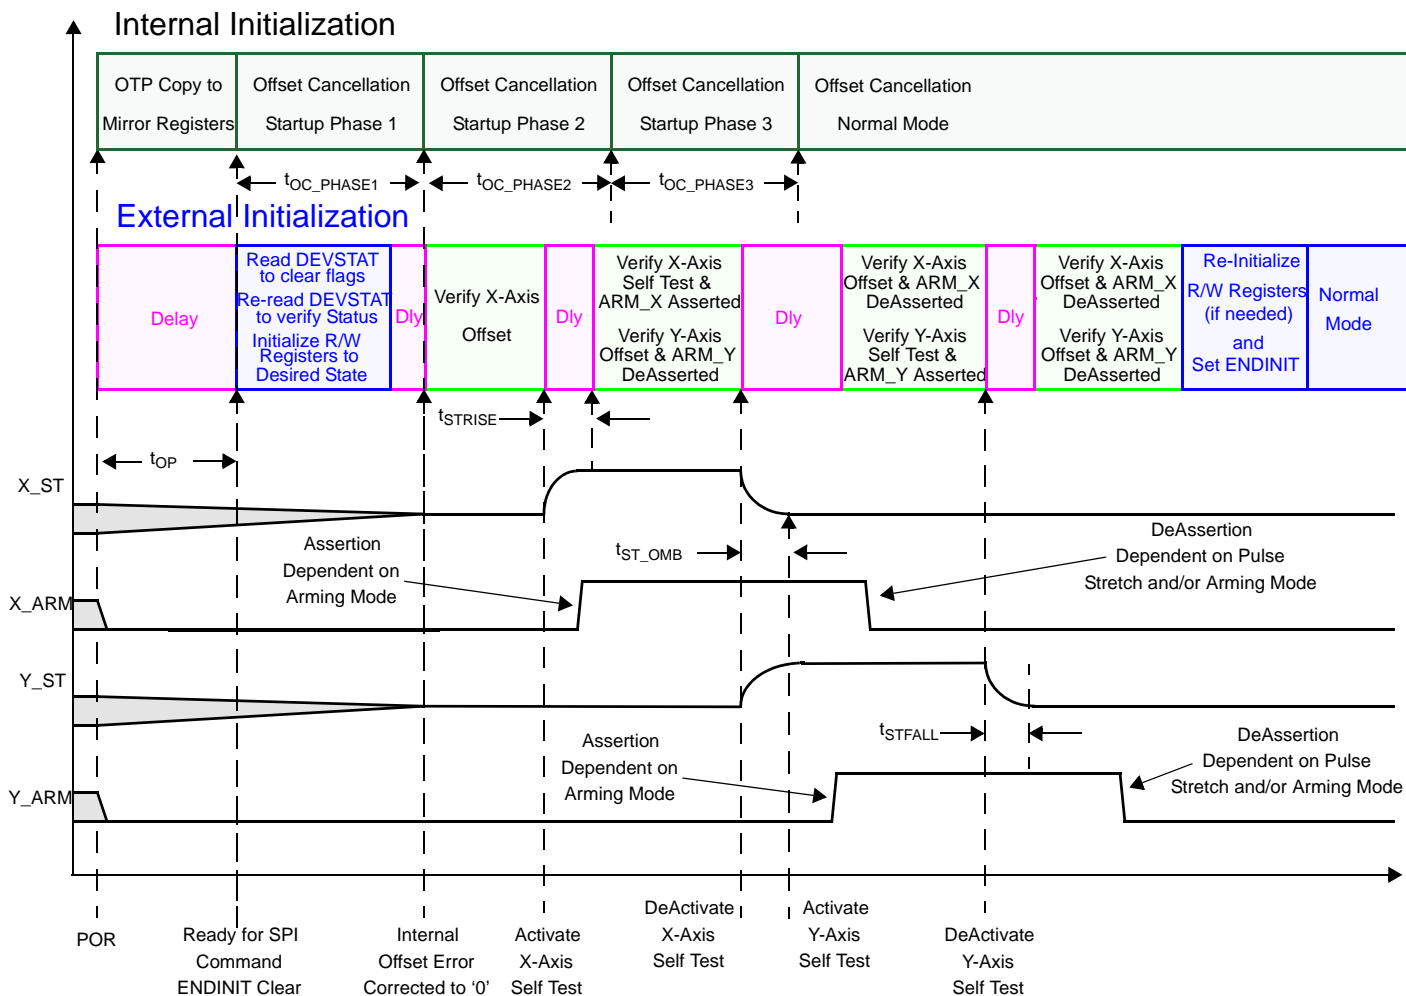 Internal Initialization
OTP Copy to
Mirror Registers
Offset Cancellation
Startup Phase 1
Offset Cancellation
Startup Phase 2
Offset Cancellation
Startup Phase 3
Offset Cancellation
Normal Mode
tOC_PHASE1
tOC_PHASE2
tOC_PHASE3
External Initialization
Delay
Read DEVSTAT
to clear flags
Re-read DEVSTAT
to verify Status
Initialize R/W
Registers to
Desired State
Dly
Verify X-Axis
Offset
Dly
Verify X-Axis
Self Test &
ARM_X Asserted
Verify Y-Axis
Offset & ARM_Y
DeAsserted
Dly
Verify X-Axis
Offset & ARM_X
DeAsserted
Verify Y-Axis
Self Test &
ARM_Y Asserted
Dly
Verify X-Axis
Offset & ARM_X
DeAsserted
Verify Y-Axis
Offset & ARM_Y
DeAsserted
Re-Initialize
R/W Registers
(if needed)
and
Set ENDINIT
Normal
Mode
tSTRISE
tOP
X_ST
Assertion
Dependent on
Arming Mode
tST_OMB
DeAssertion
Dependent on Pulse
Stretch and/or Arming Mode
X_ARM
Y_ST
Assertion
Dependent on
Arming Mode
tSTFALL
DeAssertion
Dependent on Pulse
Stretch and/or Arming Mode
Y_ARM
POR
Ready for SPI
Command
ENDINIT Clear
Internal
Offset Error
Corrected to ‘0’
Activate
X-Axis
Self Test
DeActivate
X-Axis
Self Test
Activate
Y-Axis
Self Test
DeActivate
Y-Axis
Self Test